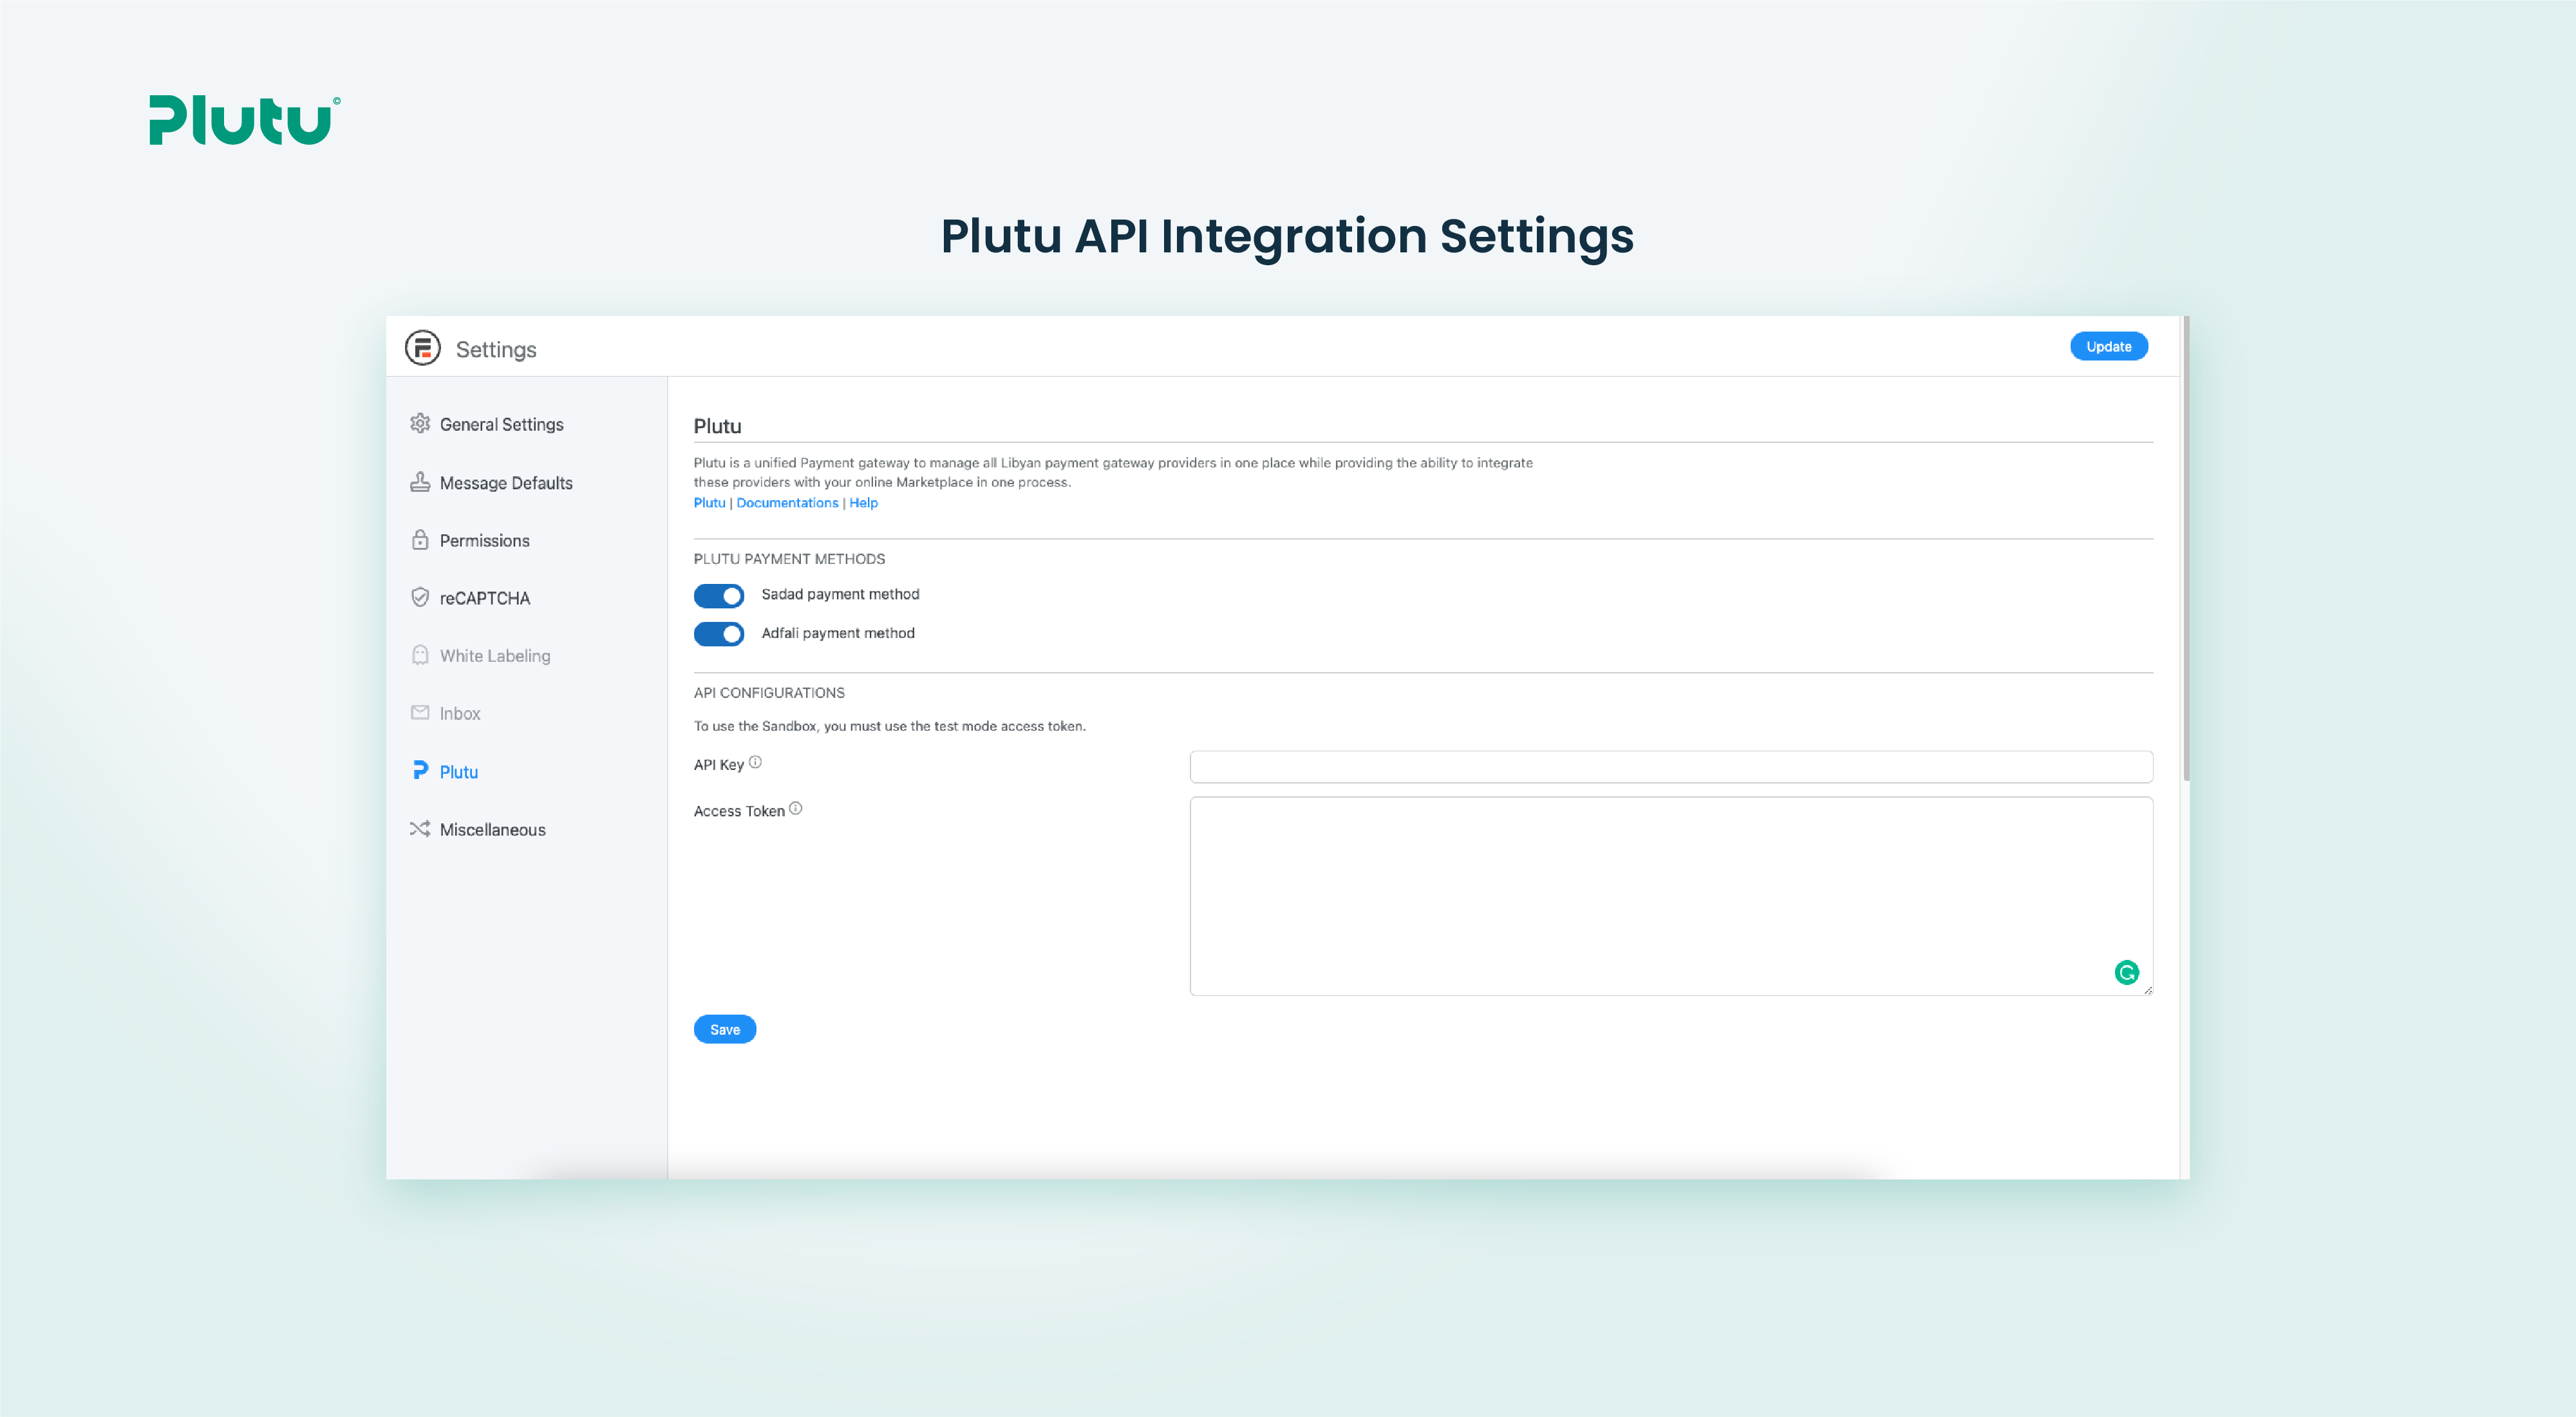 Plutu©
Plutu API Integration Settings
Settings
Update
General Settings
Message Defaults
Permissions
reCAPTCHA
White Labeling
Inbox
Plutu
Miscellaneous
Plutu
Plutu is a unified Payment gateway to manage all Libyan payment gateway providers in one place while providing the ability to integrate
these providers with your online Marketplace in one process.
Plutu | Documentations | Help
PLUTU PAYMENT METHODS
Sadad payment method
Adfali payment method
API CONFIGURATIONS
To use the Sandbox, you must use the test mode access token.
API Key
Access Token
Save